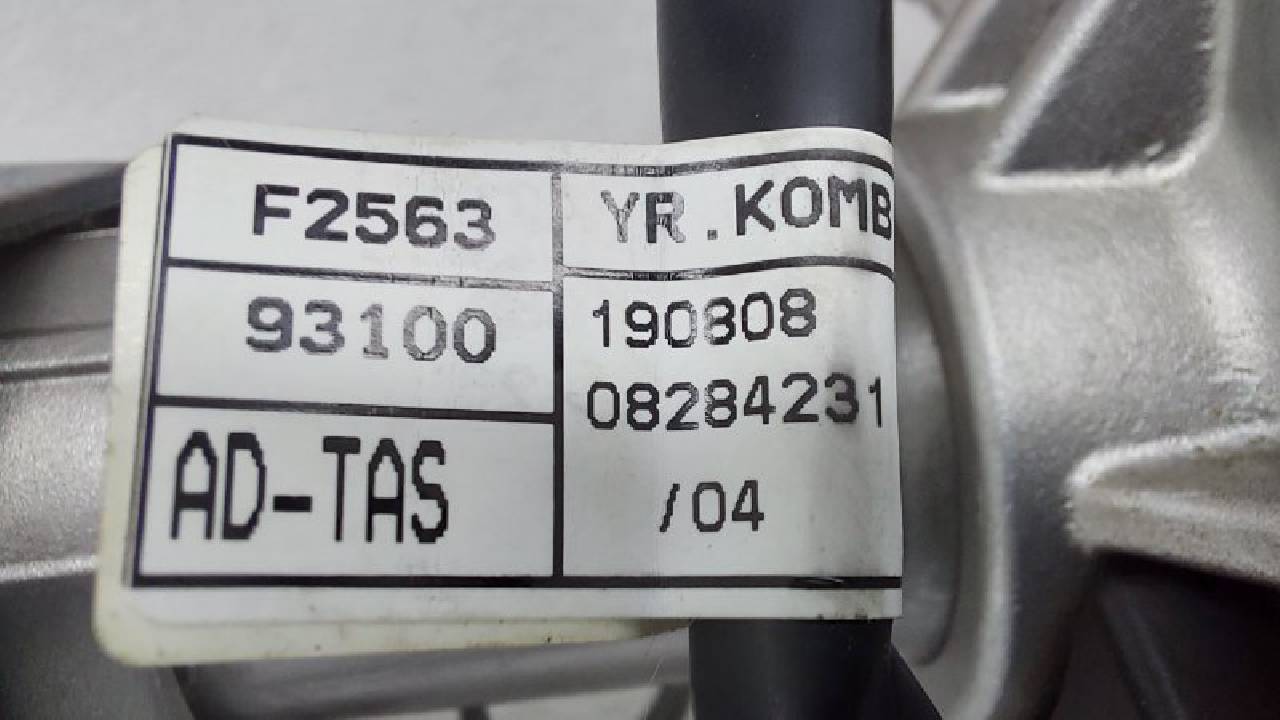 F2563
YR.KOMB
93100
190808
08284231
AD-TAS
/04